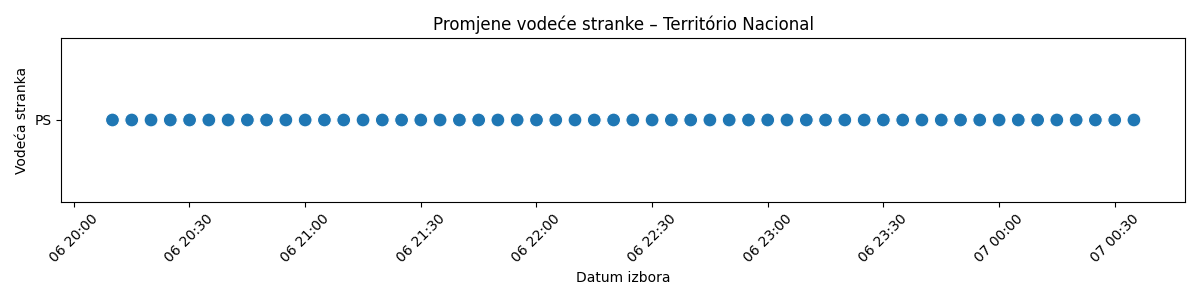 Promjene vodeće stranke – Território Nacional
Vodeća stranka
PS
06 20:00
06 20:30
06 21:00
06 21:30
06 22:00
06 22:30
06 23:00
06 23:30
07 00:00
07 00:30
Datum izbora